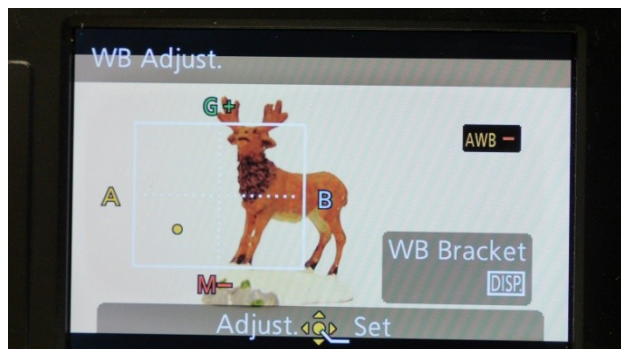 WB Adjust.
G+
AWB−
A
B
WB Bracket
DISP.
M−
Adjust. Set